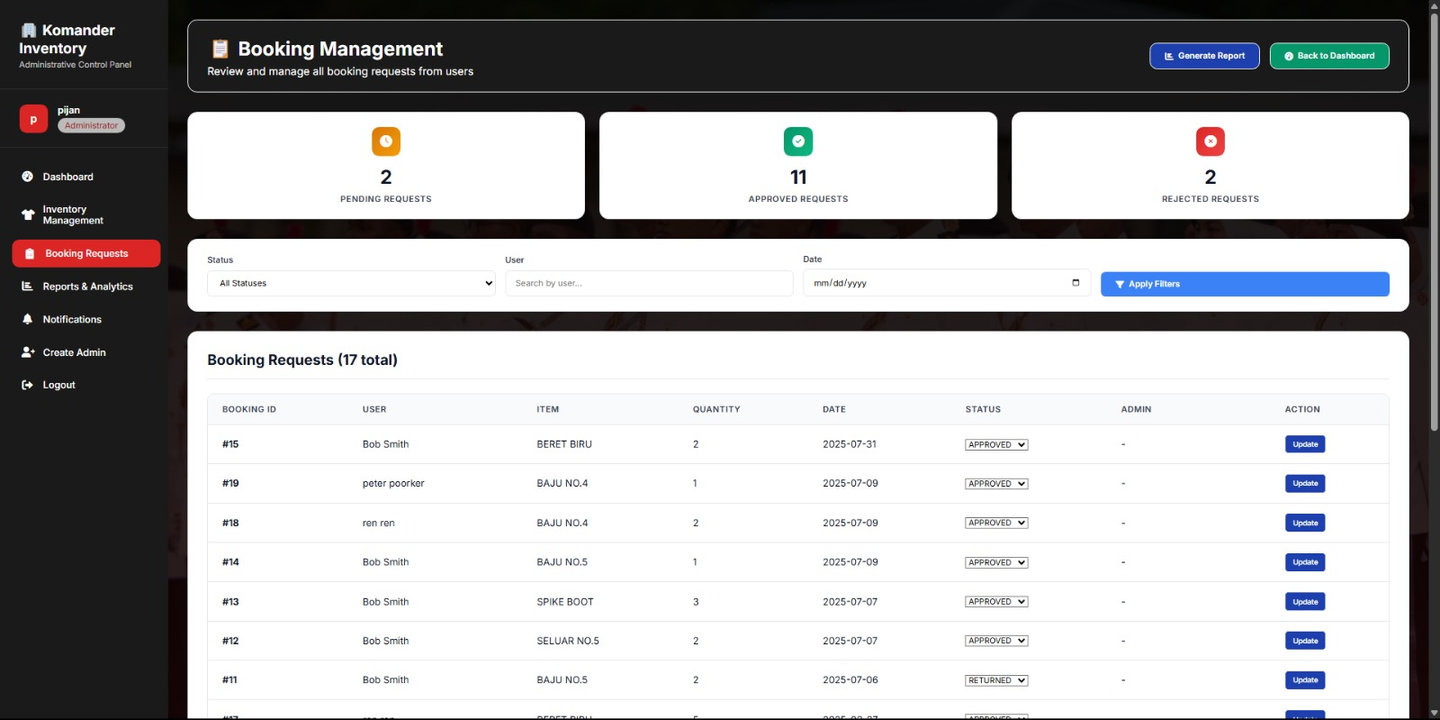 Komander
Inventory
Administrative Control Panel
p
pijan
Administrator
Dashboard
Inventory
Management
Booking Requests
Reports & Analytics
Notifications
Create Admin
Logout
Booking Management
Review and manage all booking requests from users
Generate Report
Back to Dashboard
2
PENDING REQUESTS
11
APPROVED REQUESTS
2
REJECTED REQUESTS
Status
All Statuses
User
Search by user...
Date
mm/dd/yyyy
Apply Filters
Booking Requests (17 total)
BOOKING ID USER ITEM QUANTITY DATE STATUS ADMIN ACTION
#15 Bob Smith BERET BIRU 2 2025-07-31 APPROVED - Update
#19 peter poorker BAJU NO.4 1 2025-07-09 APPROVED - Update
#18 ren ren BAJU NO.4 2 2025-07-09 APPROVED - Update
#14 Bob Smith BAJU NO.5 1 2025-07-09 APPROVED - Update
#13 Bob Smith SPIKE BOOT 3 2025-07-07 APPROVED - Update
#12 Bob Smith SELUAR NO.5 2 2025-07-07 APPROVED - Update
#11 Bob Smith BAJU NO.5 2 2025-07-06 RETURNED - Update